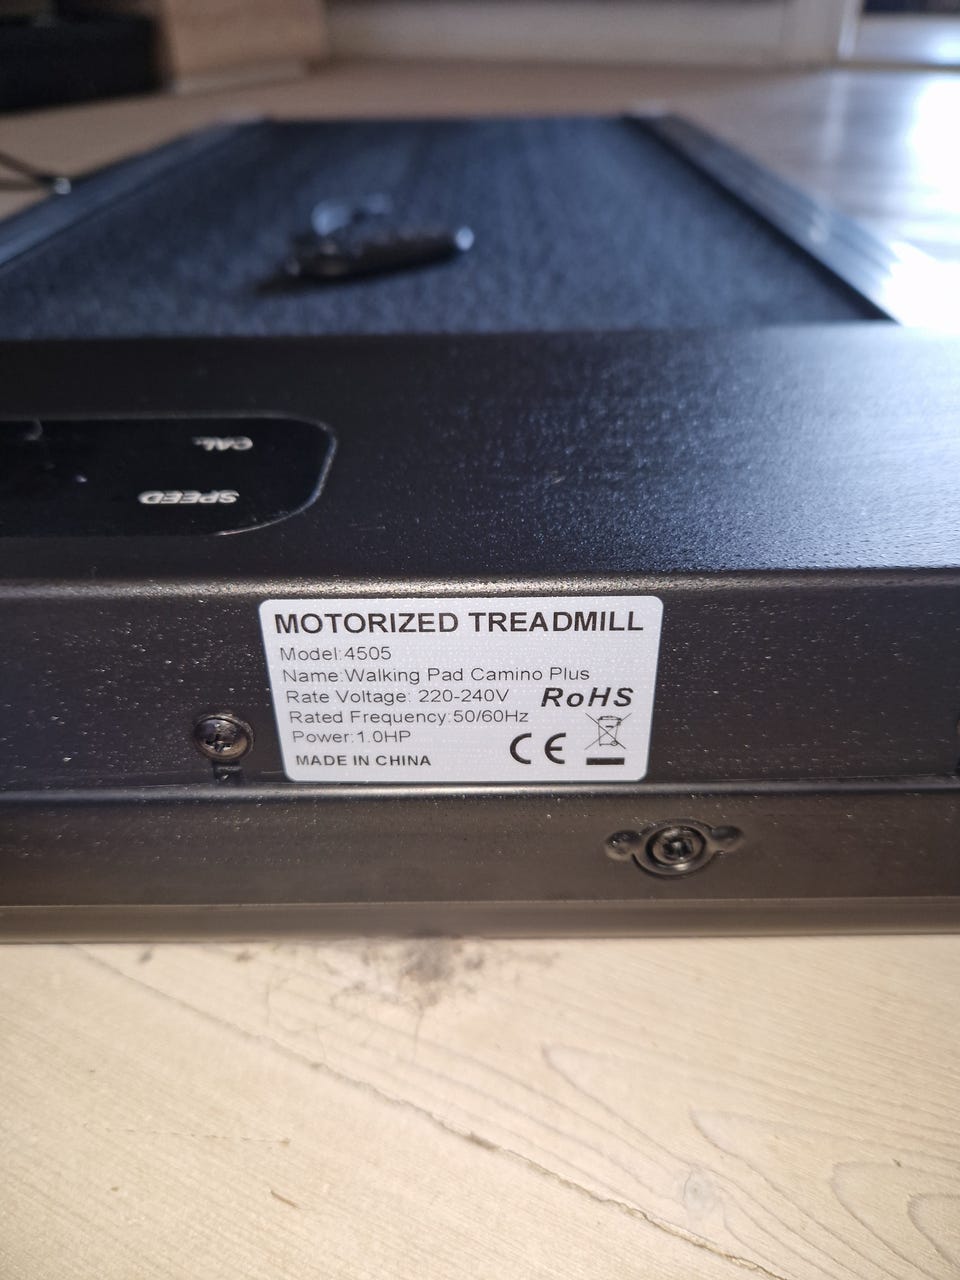 CAL.
SPEED
MOTORIZED TREADMILL
Model:4505
Name:Walking Pad Camino Plus
Rate Voltage: 220-240V
RoHS
Rated Frequency:50/60Hz
Power:1.0HP
CE
MADE IN CHINA